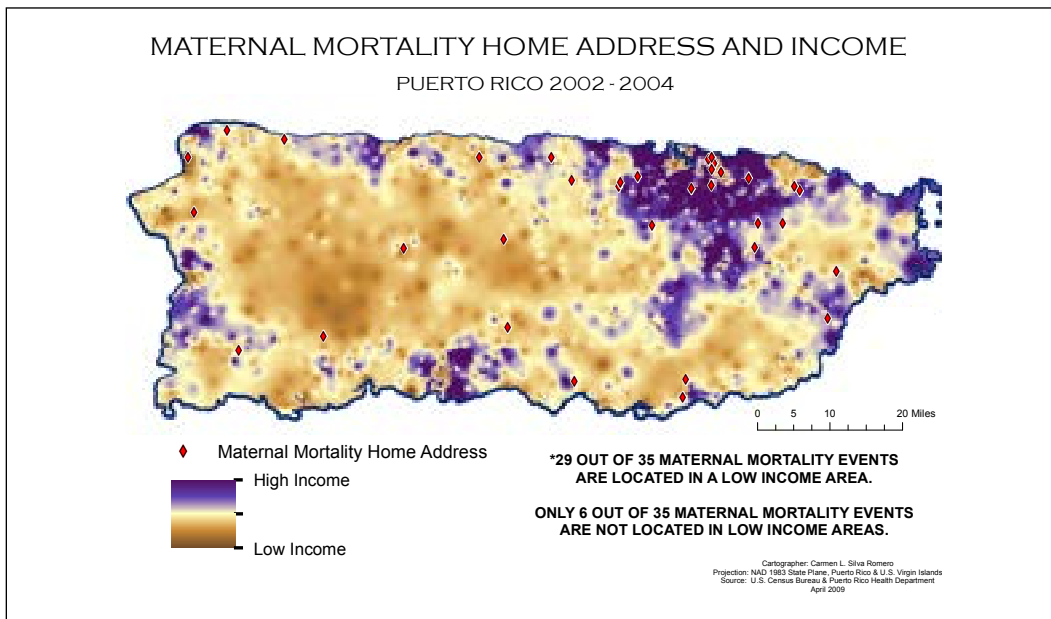 MATERNAL MORTALITY HOME ADDRESS AND INCOME
PUERTO RICO 2002 - 2004
0 5 10 20 Miles
Maternal Mortality Home Address
High Income
Low Income
*29 OUT OF 35 MATERNAL MORTALITY EVENTS
ARE LOCATED IN A LOW INCOME AREA.
ONLY 6 OUT OF 35 MATERNAL MORTALITY EVENTS
ARE NOT LOCATED IN LOW INCOME AREAS.
Cartographer: Carmen L. Silva Romero
Projection: NAD 1983 State Plane, Puerto Rico & U.S. Virgin Islands
Source: U.S. Census Bureau & Puerto Rico Health Department
April 2009